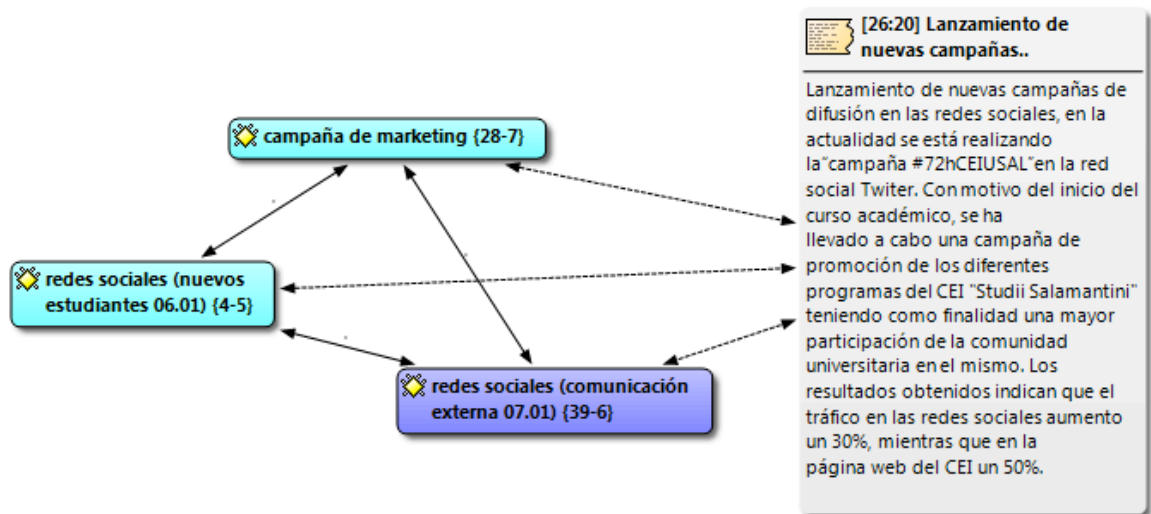 [26:20] Lanzamiento de
nuevas campañas..
campaña de marketing {28-7}
redes sociales (nuevos
estudiantes 06.01) {4-5}
redes sociales (comunicación
externa 07.01) {39-6}
Lanzamiento de nuevas campañas de
difusión en las redes sociales, en la
actualidad se está realizando
la"campaña #72hCEIUSAL"en la red
social Twiter. Con motivo del inicio del
curso académico, se ha
llevado a cabo una campaña de
promoción de los diferentes
programas del CEI "Studii Salamantini"
teniendo como finalidad una mayor
participación de la comunidad
universitaria en el mismo. Los
resultados obtenidos indican que el
tráfico en las redes sociales aumento
un 30%, mientras que en la
página web del CEI un 50%.